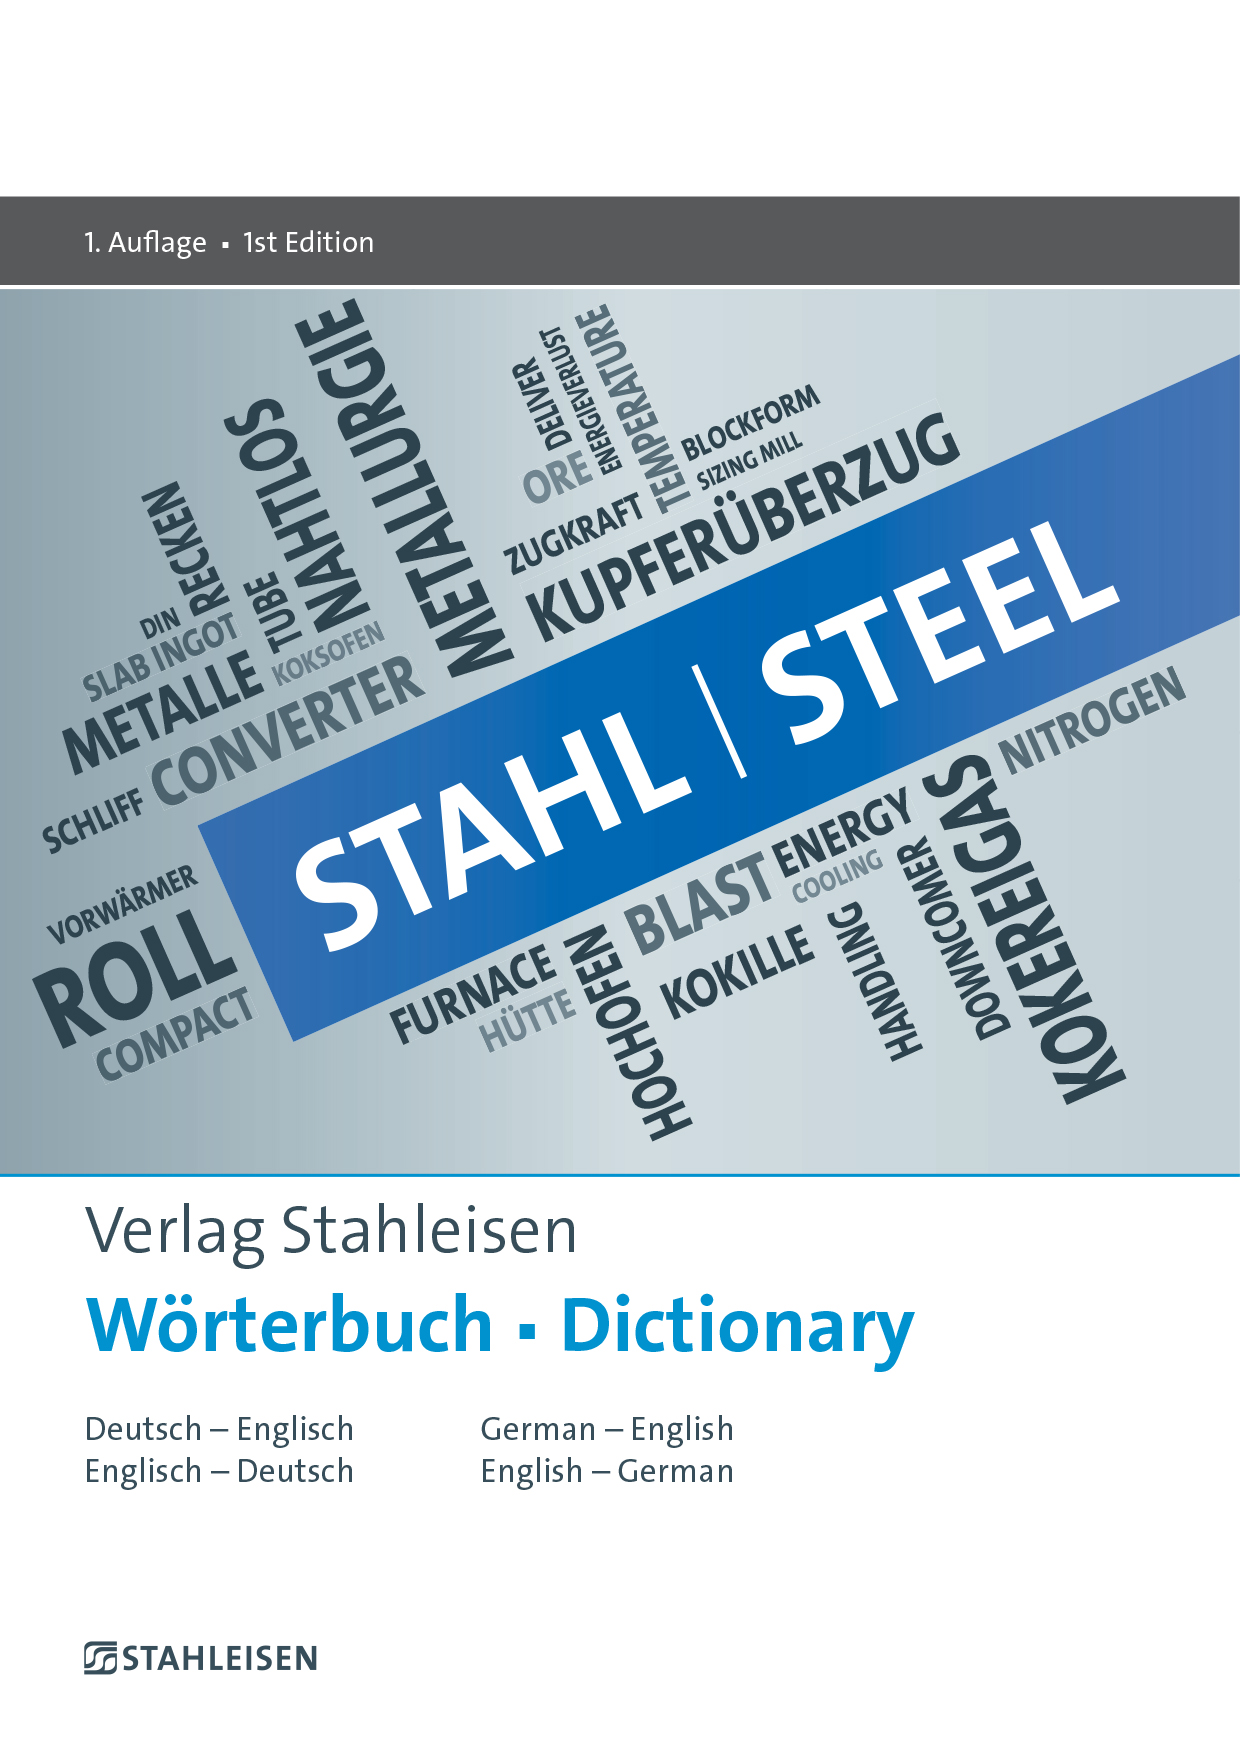 1. Auflage ▪ 1st Edition
METALLURGIE
NAHTLOS
RECKEN
DIN
SLAB INGOT
TUBE
METALLE
KOKSOFEN
CONVERTER
SCHLIFF
DELIVER
ENERGIEVERLUST
TEMPERATURE
ORE
BLOCKFORM
SIZING MILL
ZUGKRAFT
KUPFERÜBERZUG
STAHL | STEEL
VORWÄRMER
ROLL
COMPACT
FURNACE
HÜTTE
HOCHOFEN
BLAST
KOKILLE
ENERGY
COOLING
HANDLING
DOWNCOMER
KOKEREIGAS
NITROGEN
Verlag Stahleisen
Wörterbuch ▪ Dictionary
Deutsch – Englisch
Englisch – Deutsch
German – English
English – German
STAHLEISEN